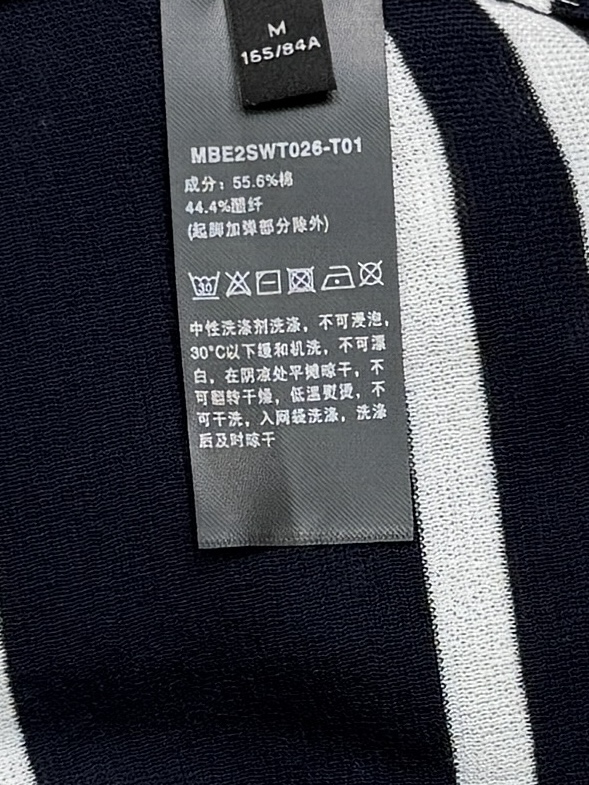 M
165/84A
MBE2SWT026-T01
成分：55.6%棉
44.4%醋纤
(起脚加弹部分除外)
30
中性洗涤剂洗涤，不可浸泡，
30°C以下缓和机洗，不可漂
白，在阴凉处平摊晾干，不
可翻转干燥，低温熨烫，不
可干洗，入网袋洗涤，洗涤
后及时晾干